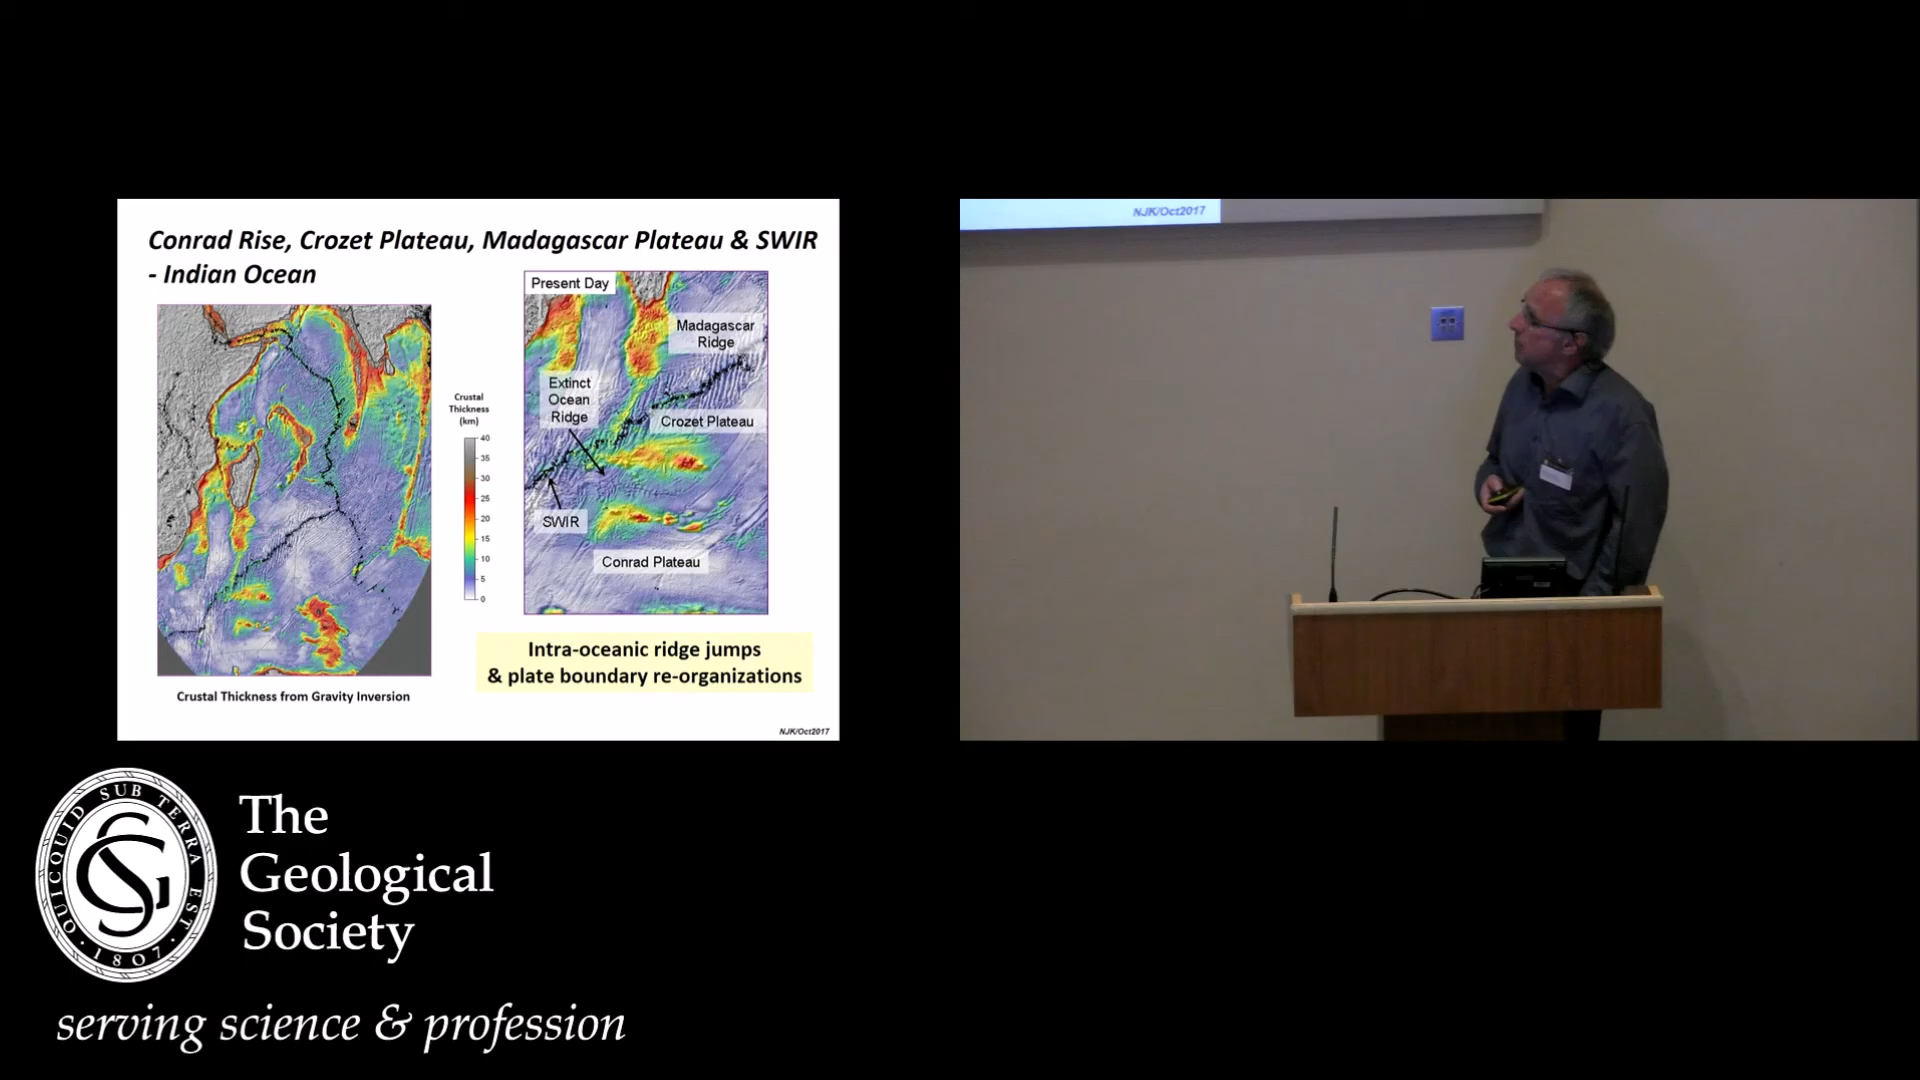 Conrad Rise, Crozet Plateau, Madagascar Plateau & SWIR
- Indian Ocean
Crustal
Thickness
(km)
40
35
30
25
20
15
10
5
0
Crustal Thickness from Gravity Inversion
Present Day
Madagascar
Ridge
Extinct
Ocean
Ridge
Crozet Plateau
SWIR
Conrad Plateau
Intra-oceanic ridge jumps
& plate boundary re-organizations
NJK/Oct2017
NJK/Oct2017
QUICQUID SUB TERRA EST
1807
The
Geological
Society
serving science & profession